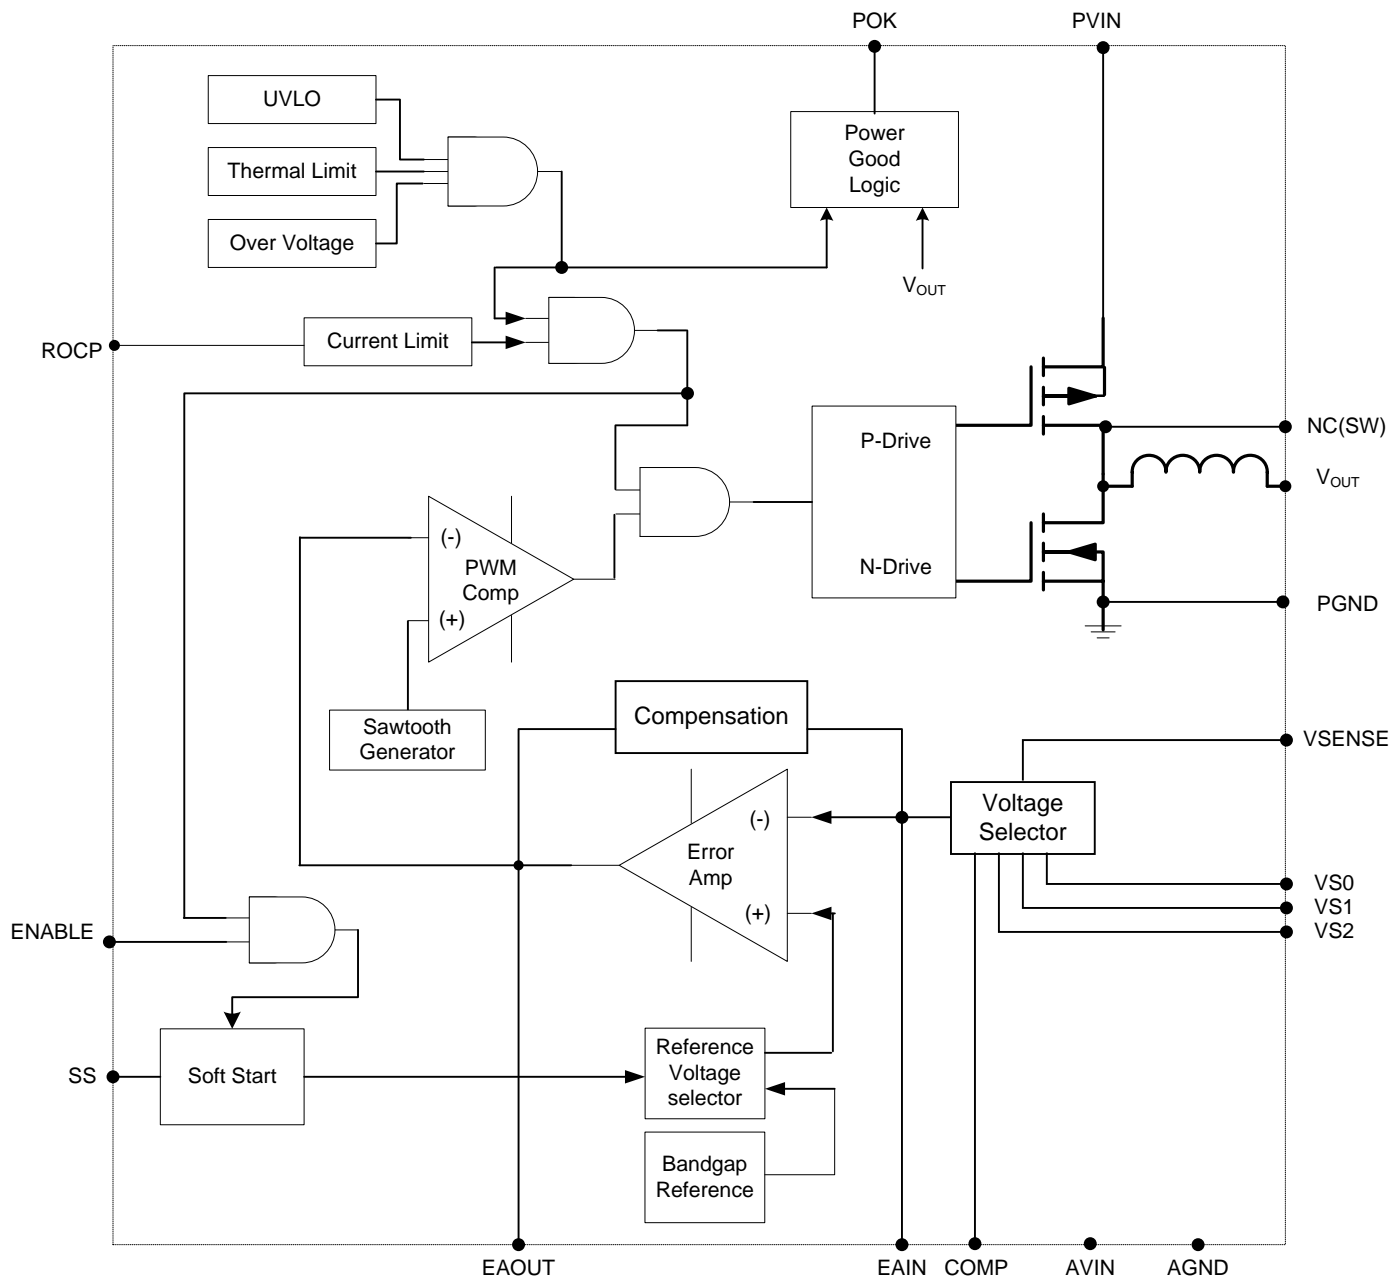 POK
PVIN
UVLO
Thermal Limit
Over Voltage
Power
Good
Logic
VOUT
ROCP
Current Limit
P-Drive
N-Drive
NC(SW)
VOUT
PGND
(-)
PWM
Comp
(+)
Sawtooth
Generator
Compensation
VSENSE
Voltage
Selector
(-)
Error
Amp
(+)
VS0
VS1
VS2
ENABLE
SS
Soft Start
Reference
Voltage
selector
Bandgap
Reference
EAOUT
EAIN
COMP
AVIN
AGND